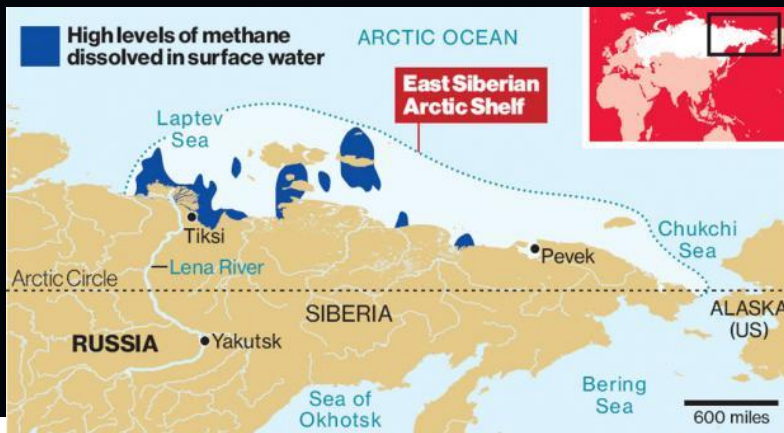 High levels of methane
dissolved in surface water
ARCTIC OCEAN
East Siberian
Arctic Shelf
Laptev
Sea
Tiksi
Chukchi
Sea
Pevek
Lena River
Arctic Circle
SIBERIA
ALASKA
(US)
RUSSIA
Yakutsk
Sea of
Okhotsk
Bering
Sea
600 miles